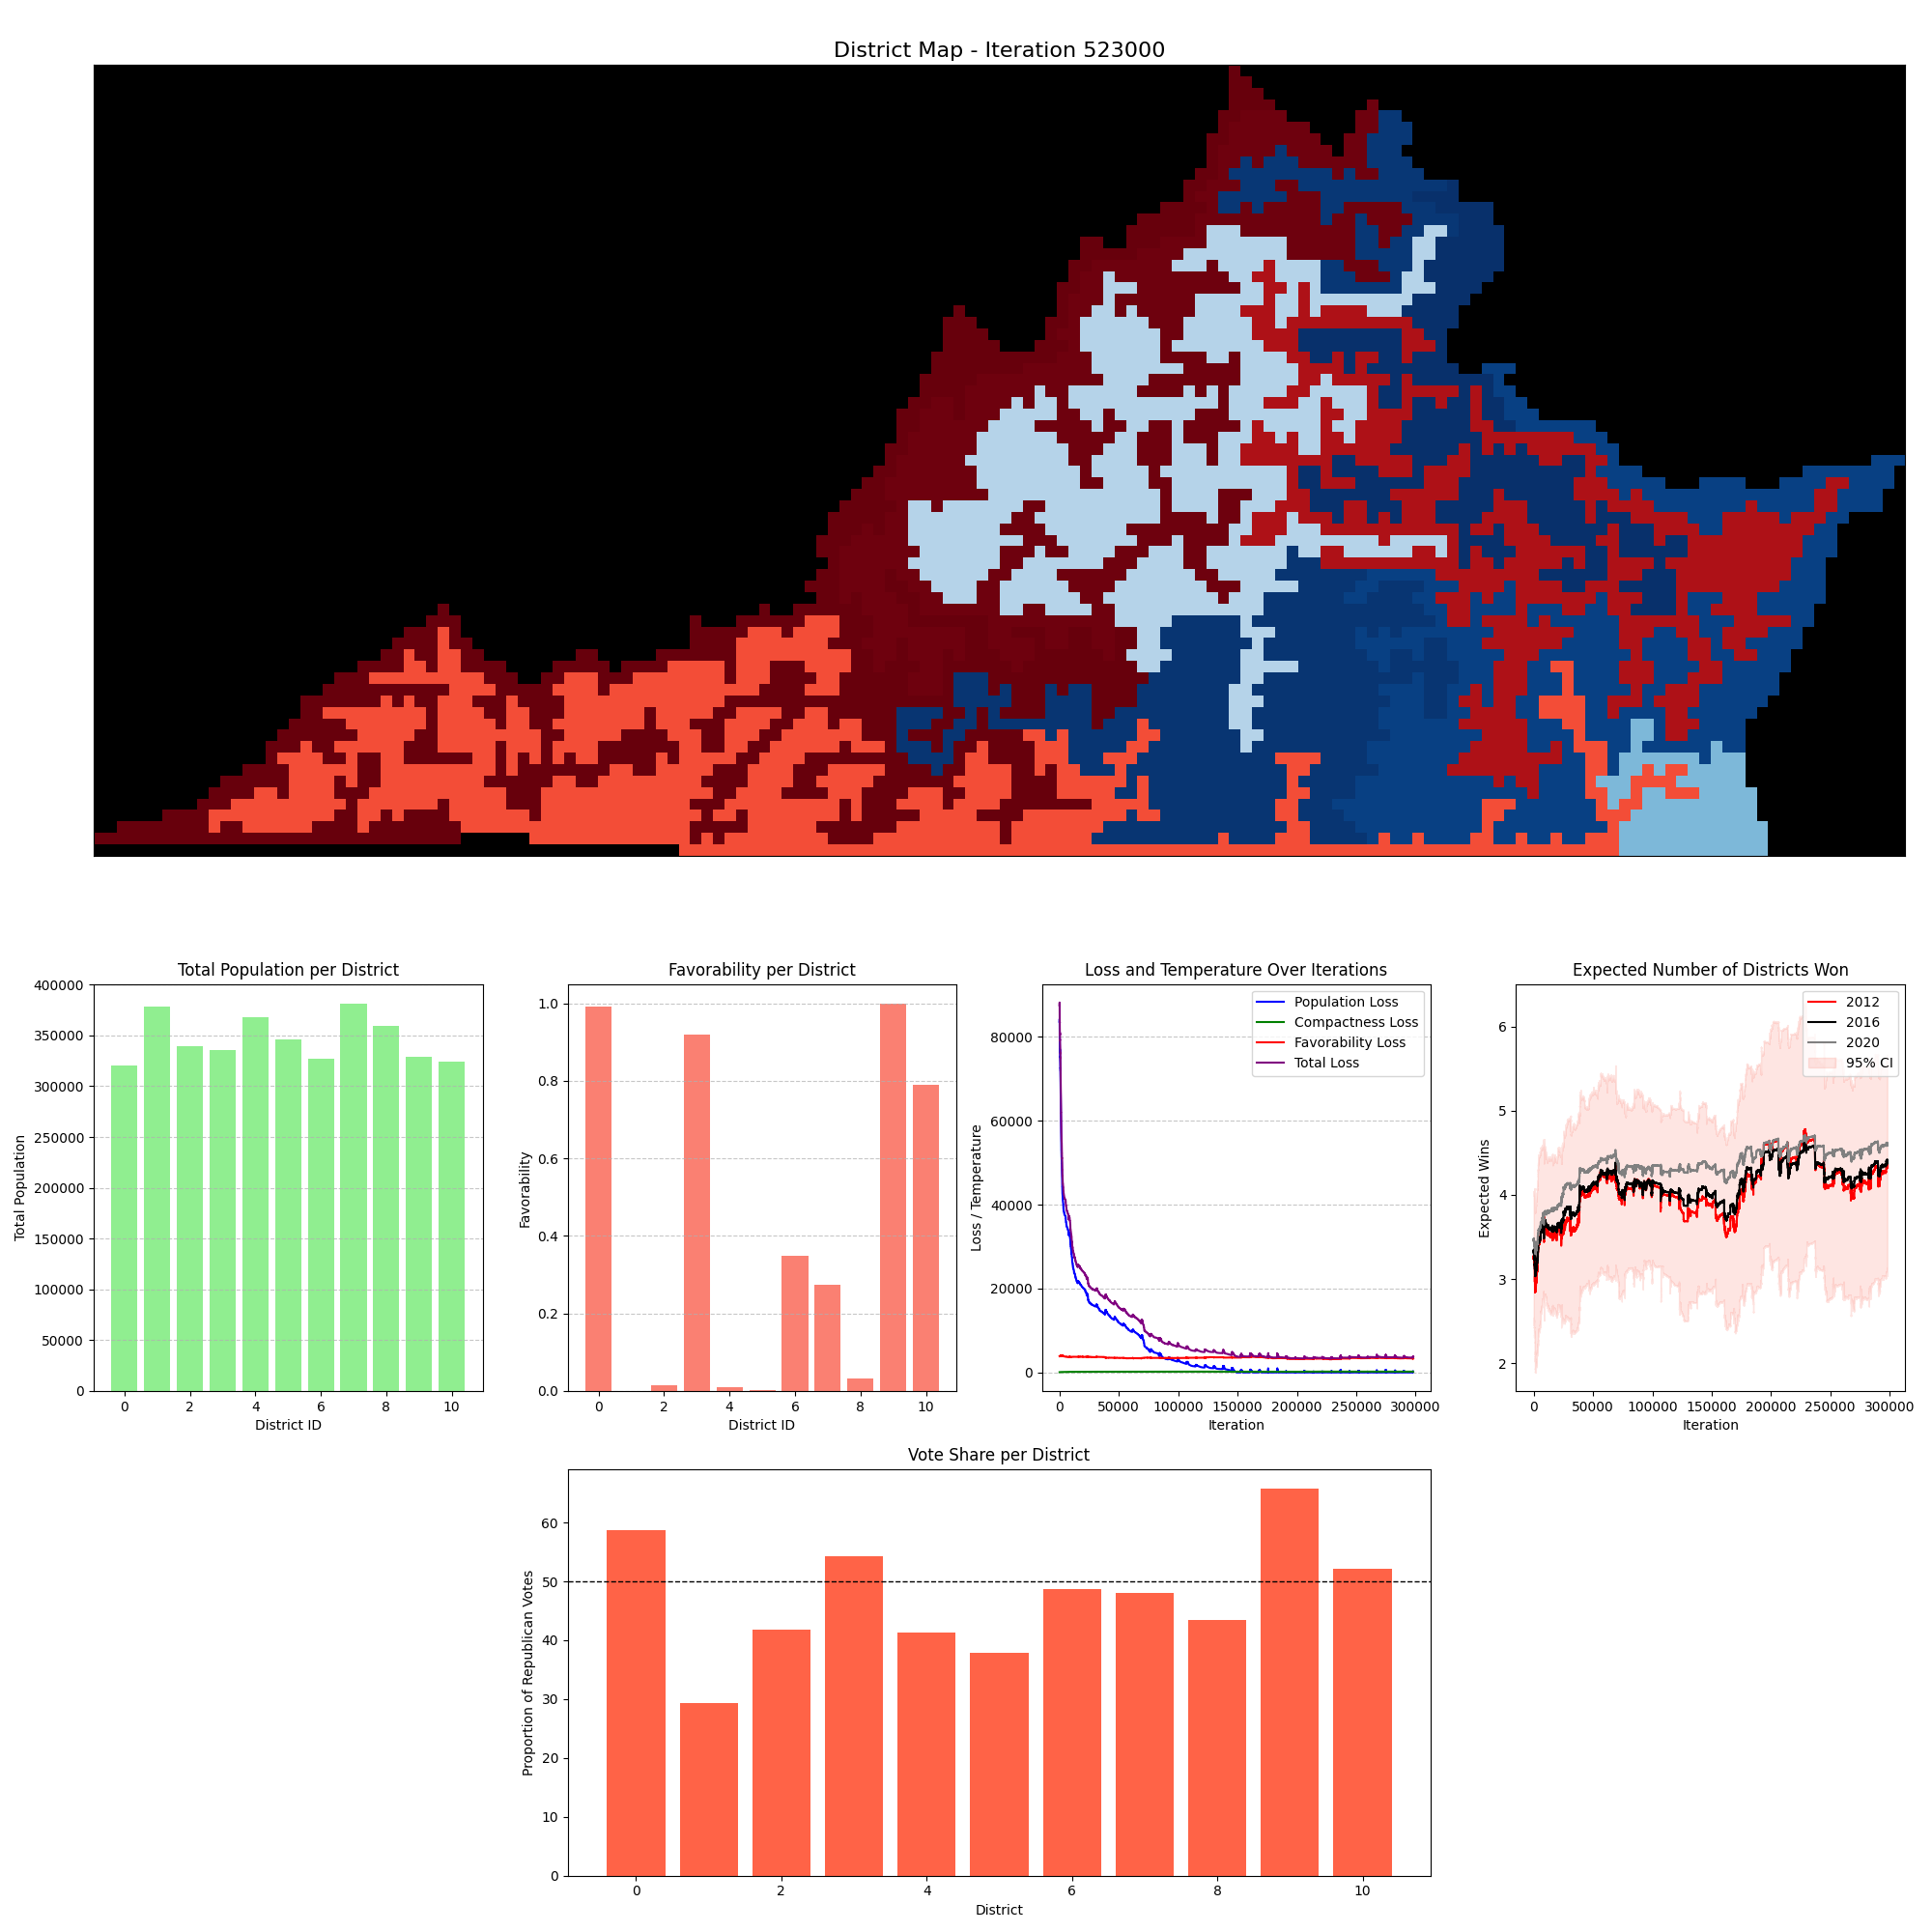 District Map - Iteration 523000
Total Population per District
Total Population
400000
350000
300000
250000
200000
150000
100000
50000
0
0 2 4 6 8 10
District ID
Favorability per District
Favorability
1.0
0.8
0.6
0.4
0.2
0.0
0 2 4 6 8 10
District ID
Loss and Temperature Over Iterations
Loss / Temperature
80000
60000
40000
20000
0
Population Loss
Compactness Loss
Favorability Loss
Total Loss
0 50000 100000 150000 200000 250000 300000
Iteration
Expected Number of Districts Won
Expected Wins
6
5
4
3
2
2012
2016
2020
95% CI
0 50000 100000 150000 200000 250000 300000
Iteration
Vote Share per District
Proportion of Republican Votes
60
50
40
30
20
10
0
0 2 4 6 8 10
District